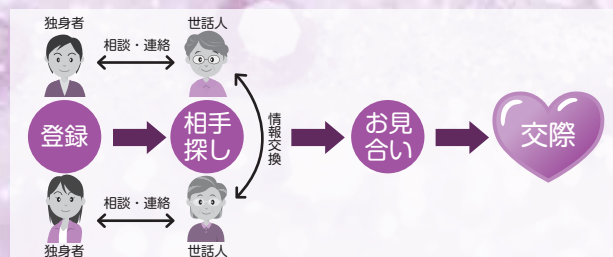 独身者
世話人
相談・連絡
登録
相手
探し
情報交換
お見
合い
交際
相談・連絡
独身者
世話人